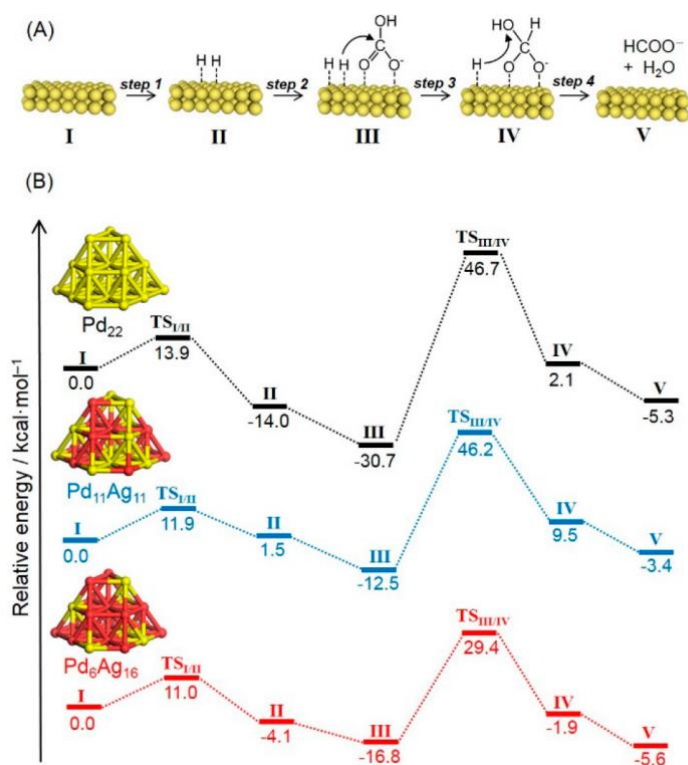 (A)
OH
H H
H H
C
O
O-
HO
H
C
H
O
O-
HCOO-
+ H2O
step 1
step 2
step 3
step 4
I
II
III
IV
V
(B)
Relative energy / kcal·mol−1
Pd22
I
0.0
TSI/II
13.9
II
-14.0
III
-30.7
TSIII/IV
46.7
IV
2.1
V
-5.3
Pd11Ag11
I
0.0
TSI/II
11.9
II
1.5
III
-12.5
TSIII/IV
46.2
IV
9.5
V
-3.4
Pd6Ag16
I
0.0
TSI/II
11.0
II
-4.1
III
-16.8
TSIII/IV
29.4
IV
-1.9
V
-5.6